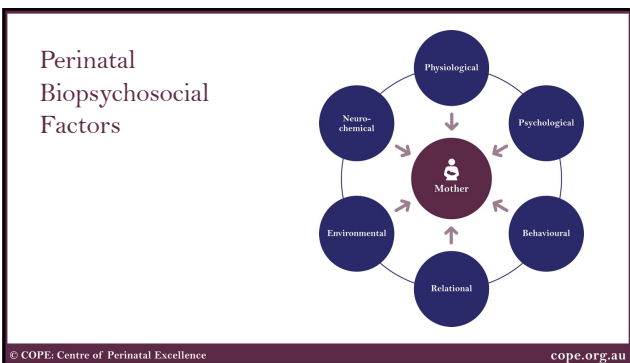 Perinatal
Biopsychosocial
Factors
Physiological
Neuro-
chemical
Psychological
Mother
Environmental
Behavioural
Relational
© COPE: Centre of Perinatal Excellence
cope.org.au